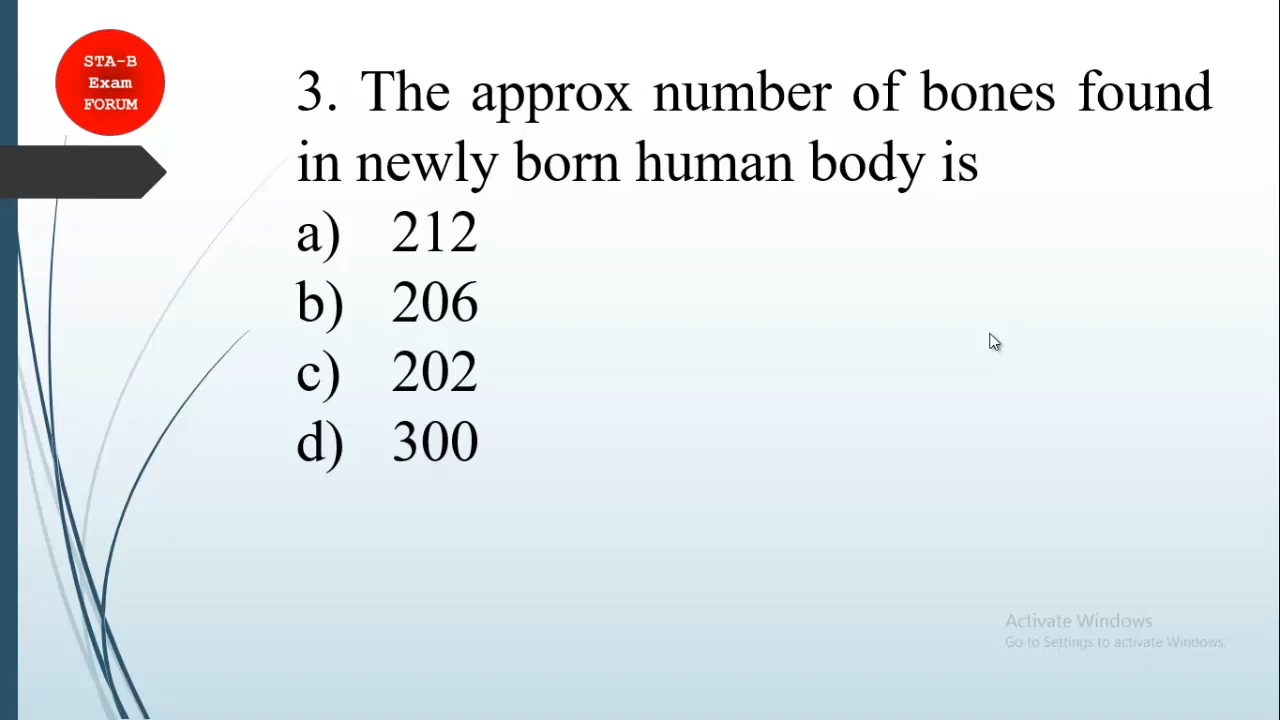 STA-B
Exam
FORUM
3. The approx number of bones found
in newly born human body is
a) 212
b) 206
c) 202
d) 300
Activate Windows
Go to Settings to activate Windows.